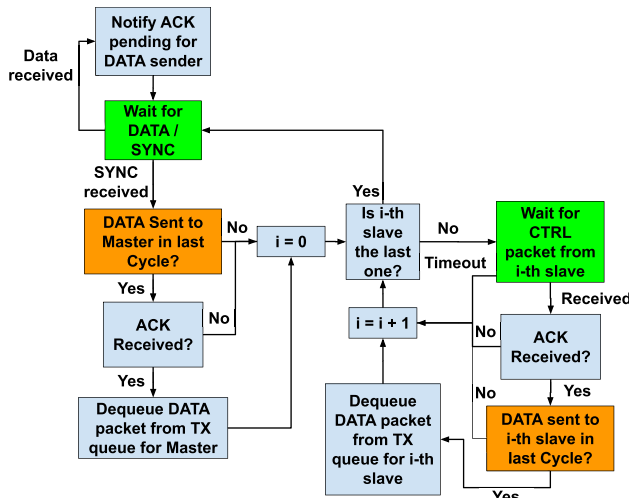 Notify ACK
pending for
DATA sender
Data
received
Wait for
DATA /
SYNC
SYNC
received
DATA Sent to
Master in last
Cycle?
No
Yes
ACK
Received?
No
Yes
Dequeue DATA
packet from TX
queue for Master
i = 0
Yes
Is i-th
slave
the last
one?
No
Timeout
Wait for
CTRL
packet from
i-th slave
Received
i = i + 1
No
ACK
Received?
Yes
No
DATA sent to
i-th slave in
last Cycle?
Yes
Dequeue
DATA packet
from TX
queue for i-th
slave